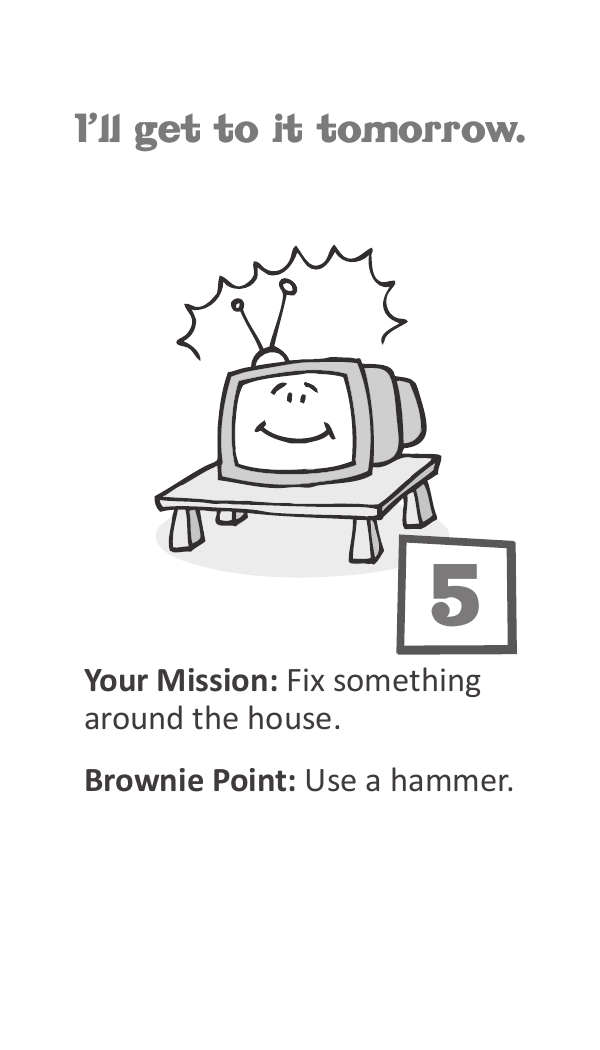 I'll get to it tomorrow.
5
Your Mission: Fix something
around the house.
Brownie Point: Use a hammer.